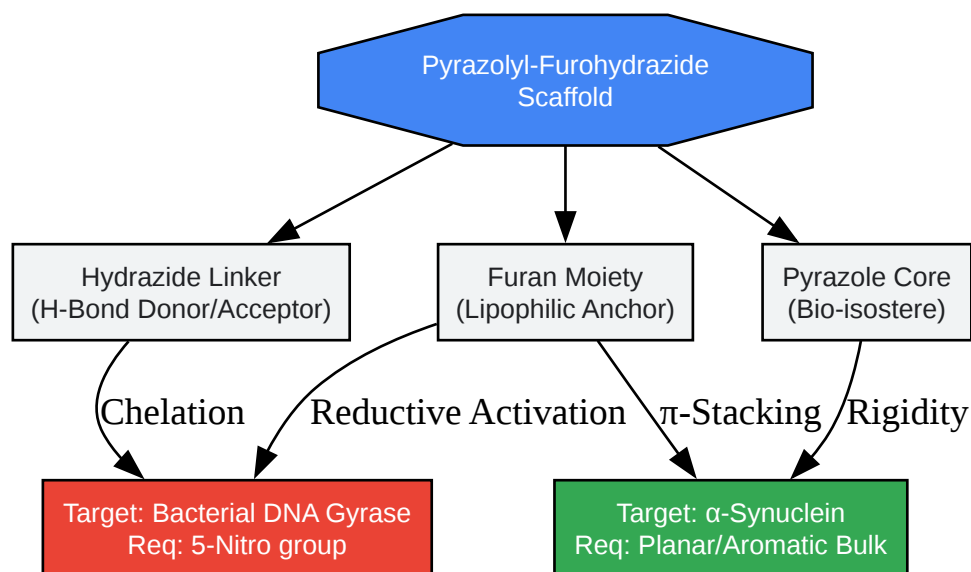 Pyrazolyl-Furohydrazide
Scaffold
Hydrazide Linker
(H-Bond Donor/Acceptor)
Furan Moiety
(Lipophilic Anchor)
Pyrazole Core
(Bio-isostere)
Chelation
Reductive Activation
π-Stacking
Rigidity
Target: Bacterial DNA Gyrase
Req: 5-Nitro group
Target: α-Synuclein
Req: Planar/Aromatic Bulk